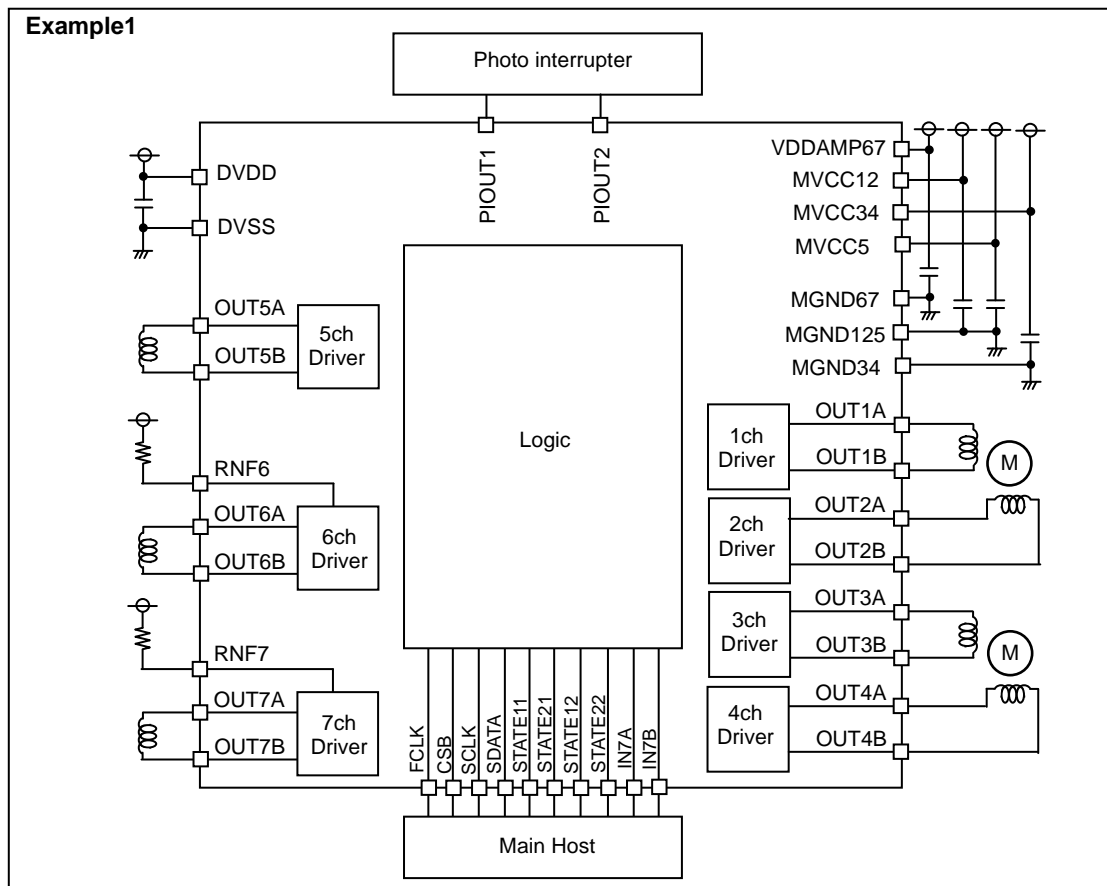 Example1
Photo interrupter
PIOUT1
PIOUT2
DVDD
DVSS
VDDAMP67
MVCC12
MVCC34
MVCC5
MGND67
MGND125
MGND34
OUT5A
OUT5B
5ch
Driver
RNF6
OUT6A
OUT6B
6ch
Driver
RNF7
OUT7A
OUT7B
7ch
Driver
Logic
1ch
Driver
OUT1A
OUT1B
M
2ch
Driver
OUT2A
OUT2B
3ch
Driver
OUT3A
OUT3B
M
4ch
Driver
OUT4A
OUT4B
FCLK
CSB
SCLK
SDATA
STATE11
STATE21
STATE12
STATE22
IN7A
IN7B
Main Host